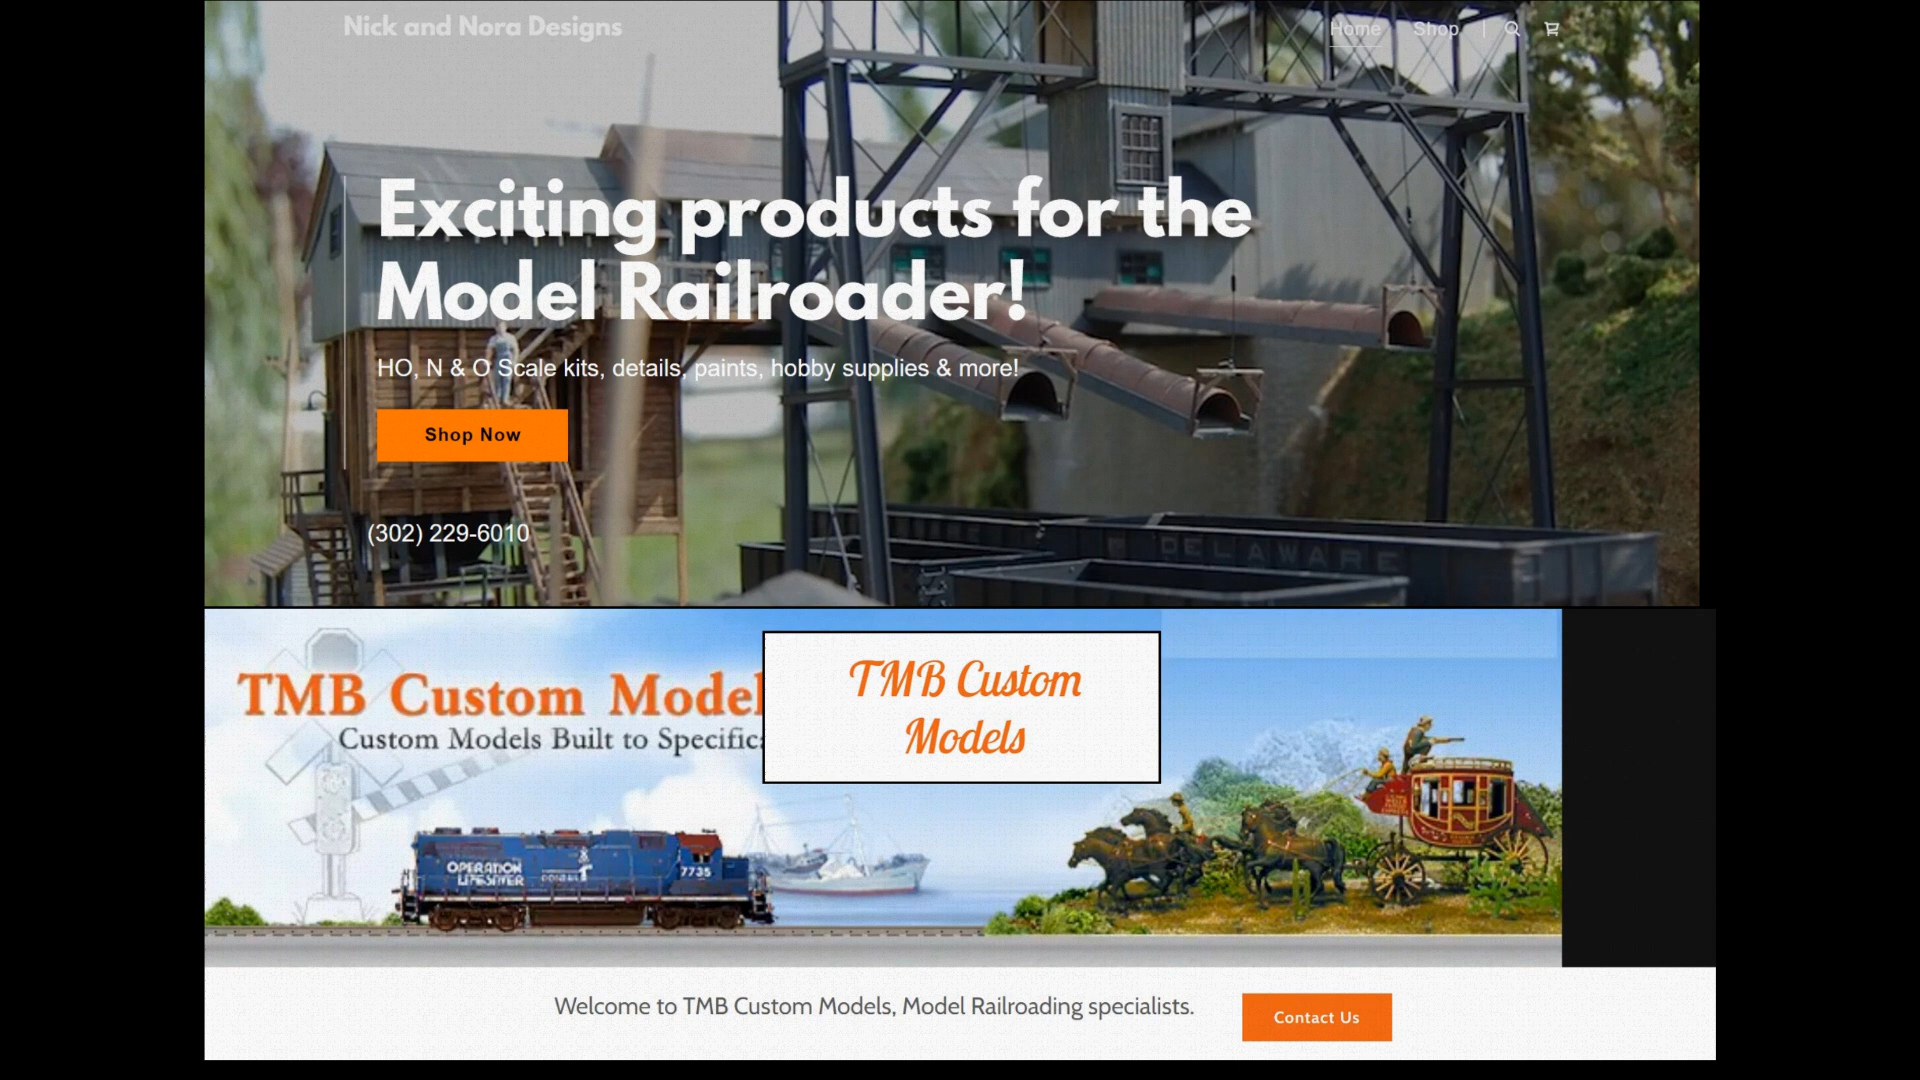 Nick and Nora Designs
Home Shop
Exciting products for the
Model Railroader!
HO, N & O Scale kits, details, paints, hobby supplies & more!
Shop Now
(302) 229-6010
DELAWARE
TMB Custom Model
Custom Models Built to Specific
TMB Custom
Models
OPERATION
LIFESAVER
CONRAIL
7735
Welcome to TMB Custom Models, Model Railroading specialists.
Contact Us